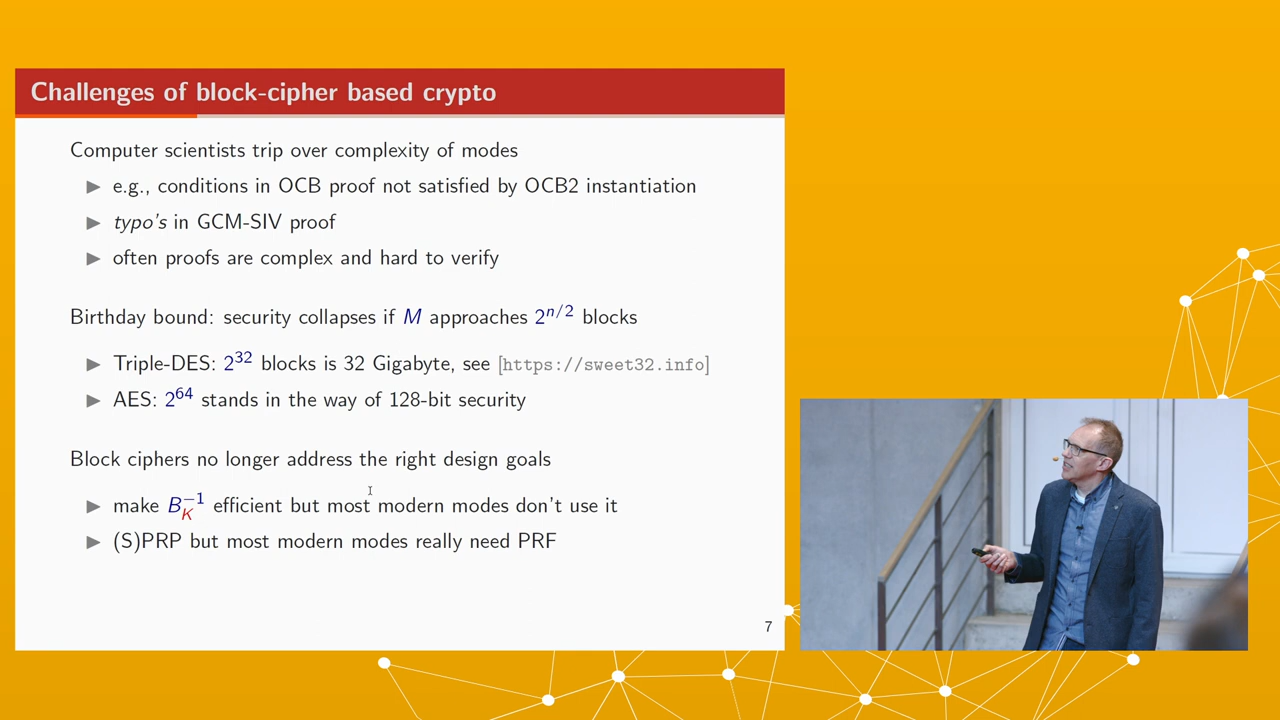 Challenges of block-cipher based crypto
Computer scientists trip over complexity of modes
▶ e.g., conditions in OCB proof not satisfied by OCB2 instantiation
▶ typo's in GCM-SIV proof
▶ often proofs are complex and hard to verify
Birthday bound: security collapses if M approaches 2^{n/2} blocks
▶ Triple-DES: 2^{32} blocks is 32 Gigabyte, see [https://sweet32.info]
▶ AES: 2^{64} stands in the way of 128-bit security
Block ciphers no longer address the right design goals
▶ make B_K^{-1} efficient but most modern modes don't use it
▶ (S)PRP but most modern modes really need PRF
7